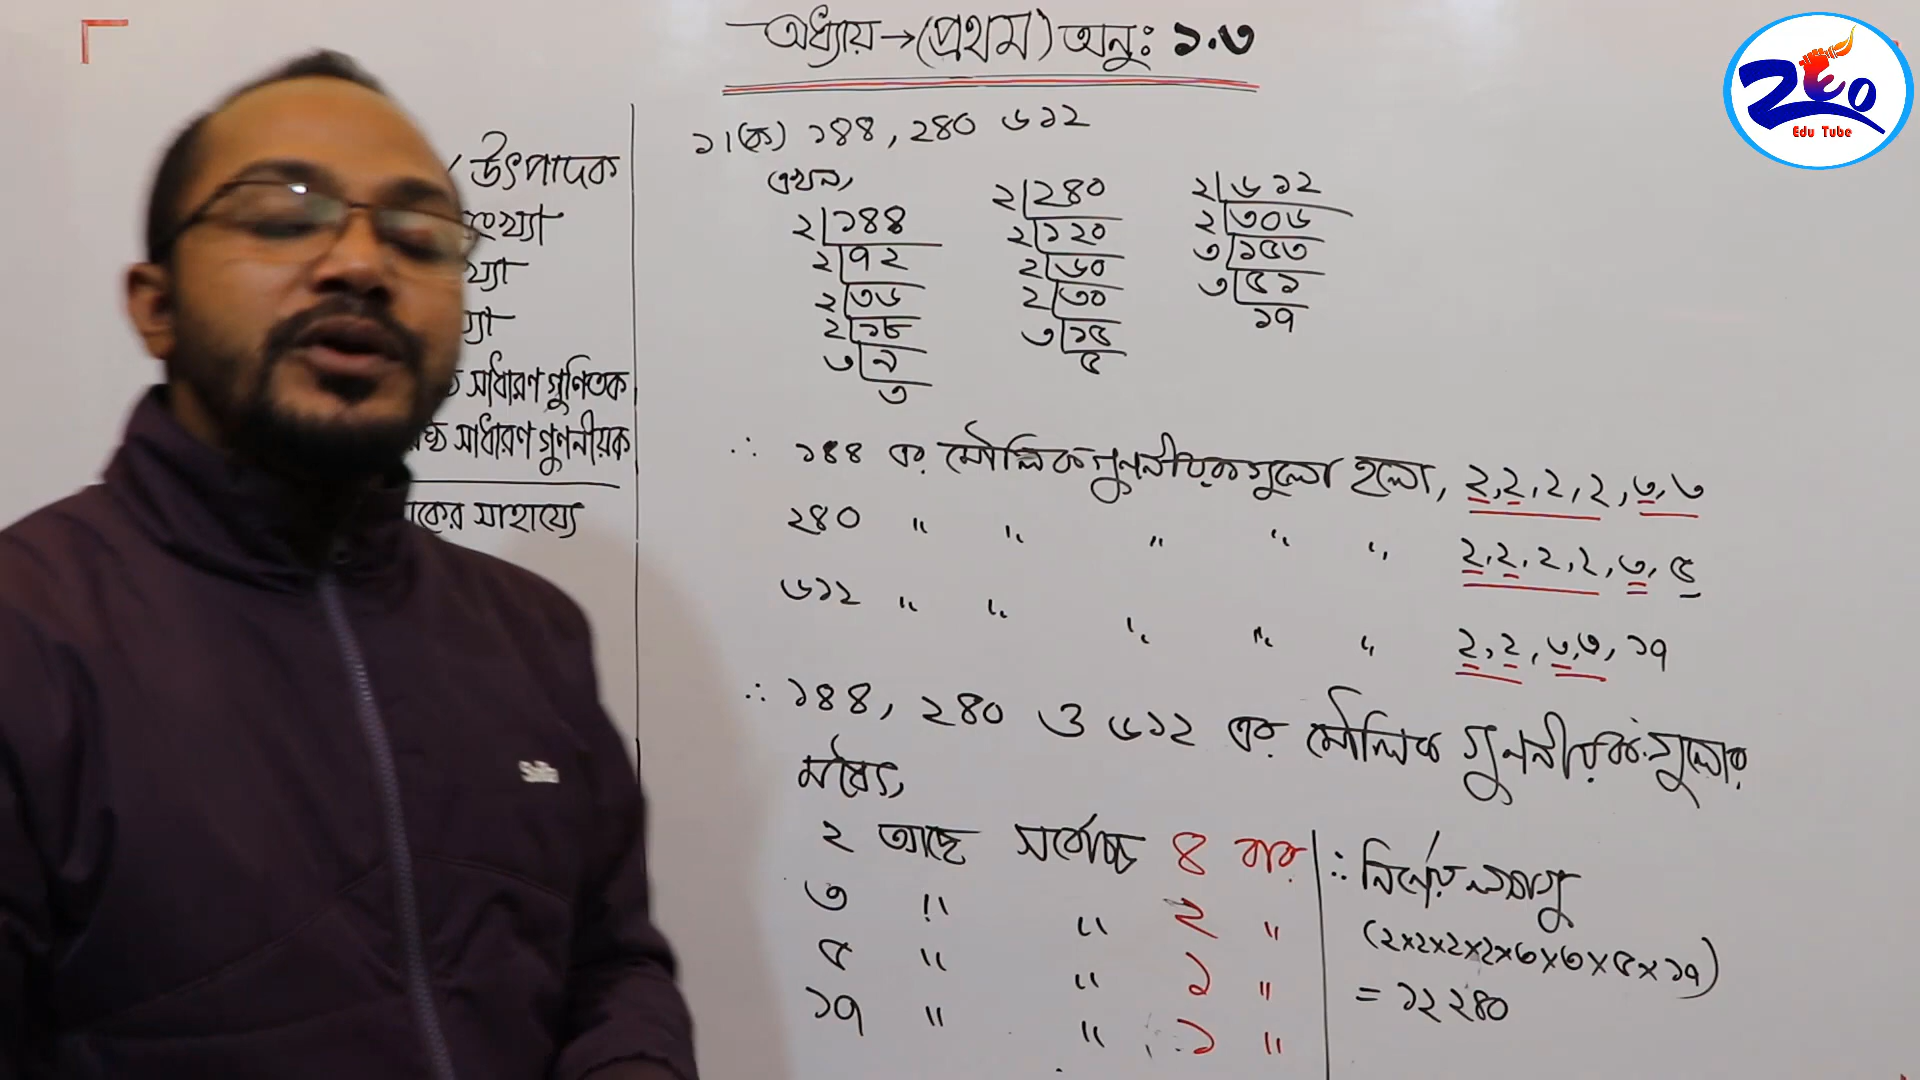 অধ্যায় → (প্রথম) অনুঃ ১.৩
2EO
Edu Tube
উৎপাদক
সংখ্যা
খ্যা
খ্যা
সাধারণ গুণিতক
ষ্ঠ সাধারণ গুণনীয়ক
কের সাহায্যে
১। (ক) ১৪৪, ২৪০ ৬১২
এখন,
২|১৪৪
২|৭২
২|৩৬
২|১৮
৩|৯
৩
২|২৪০
২|১২০
২|৬০
২|৩০
৩|১৫
৫
২|৬১২
২|৩০৬
৩|১৫৩
৩|৫১
১৭
∴ ১৪৪ এর মৌলিক গুণনীয়কগুলো হলো, ২,২,২,২,৩,৩
২৪০ " " " " " ২,২,২,২,৩,৫
৬১২ " " " " " ২,২,৩,৩,১৭
∴ ১৪৪, ২৪০ ও ৬১২ এর মৌলিক গুণনীয়কগুলোর
মধ্যে,
২ আছে সর্বোচ্চ ৪ বার
৩ " " ২ "
৫ " " ১ "
১৭ " " ১ "
∴ নির্ণেয় লসাগু
(২×২×২×২×৩×৩×৫×১৭)
= ১২২৪০